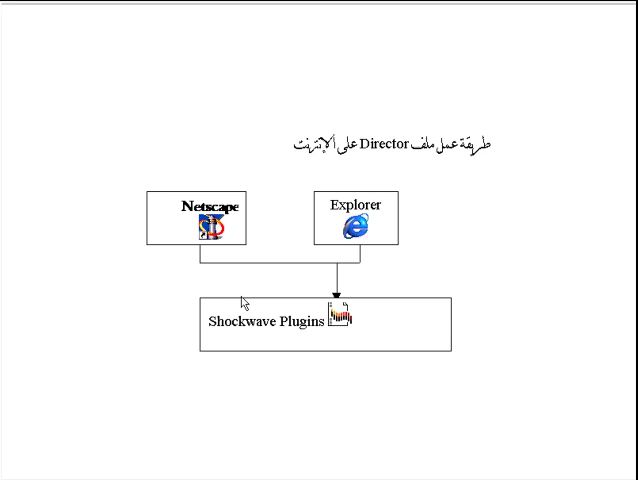 طريقة عمل ملف Director على الإنترنت
Netscape
Explorer
Shockwave Plugins